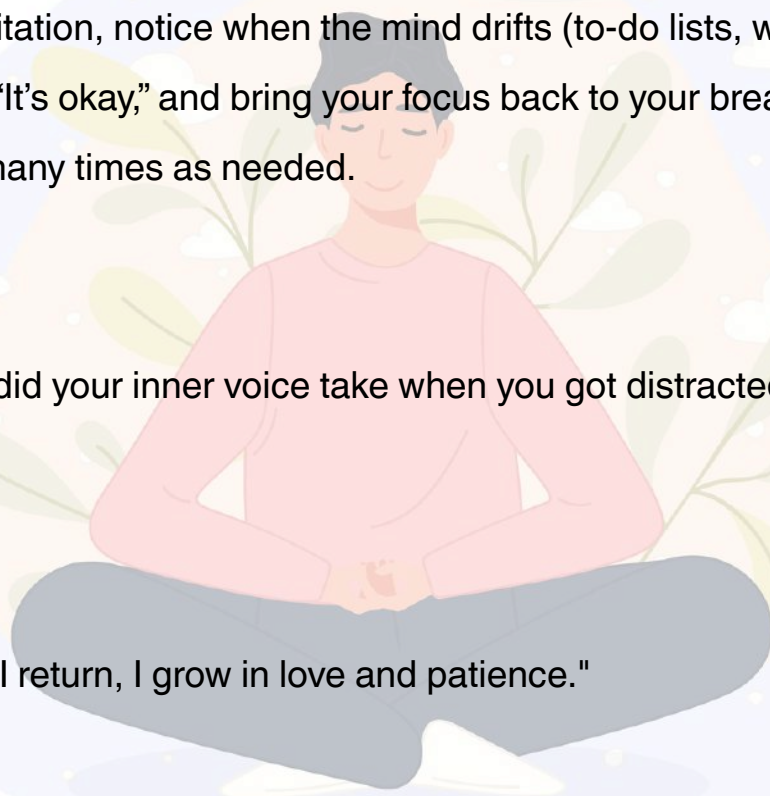 itation, notice when the mind drifts (to-do lists, w
“It’s okay,” and bring your focus back to your brea
many times as needed.
did your inner voice take when you got distracted
I return, I grow in love and patience."